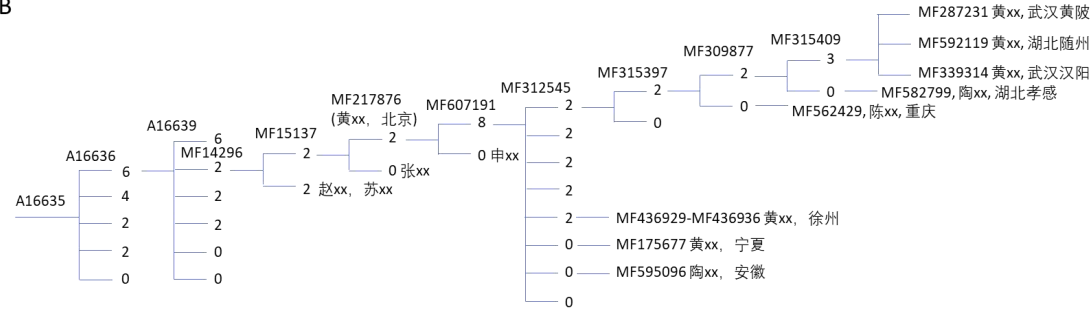 B
MF287231 黄xx, 武汉黄陂
MF315409
MF592119 黄xx, 湖北随州
MF309877
3
MF315397
2
MF339314 黄xx, 武汉汉阳
MF312545
2
0
MF582799, 陶xx, 湖北孝感
MF217876
(黄xx，北京)
MF607191
2
0
MF562429, 陈xx, 重庆
A16639
MF15137
8
0
2
6
2
0 申xx
2
A16636
MF14296
2
0 张xx
2
6
2
2 赵xx，苏xx
A16635
4
2
2
MF436929-MF436936 黄xx，徐州
2
2
0
MF175677 黄xx，宁夏
2
0
0
MF595096 陶xx，安徽
0
0
0